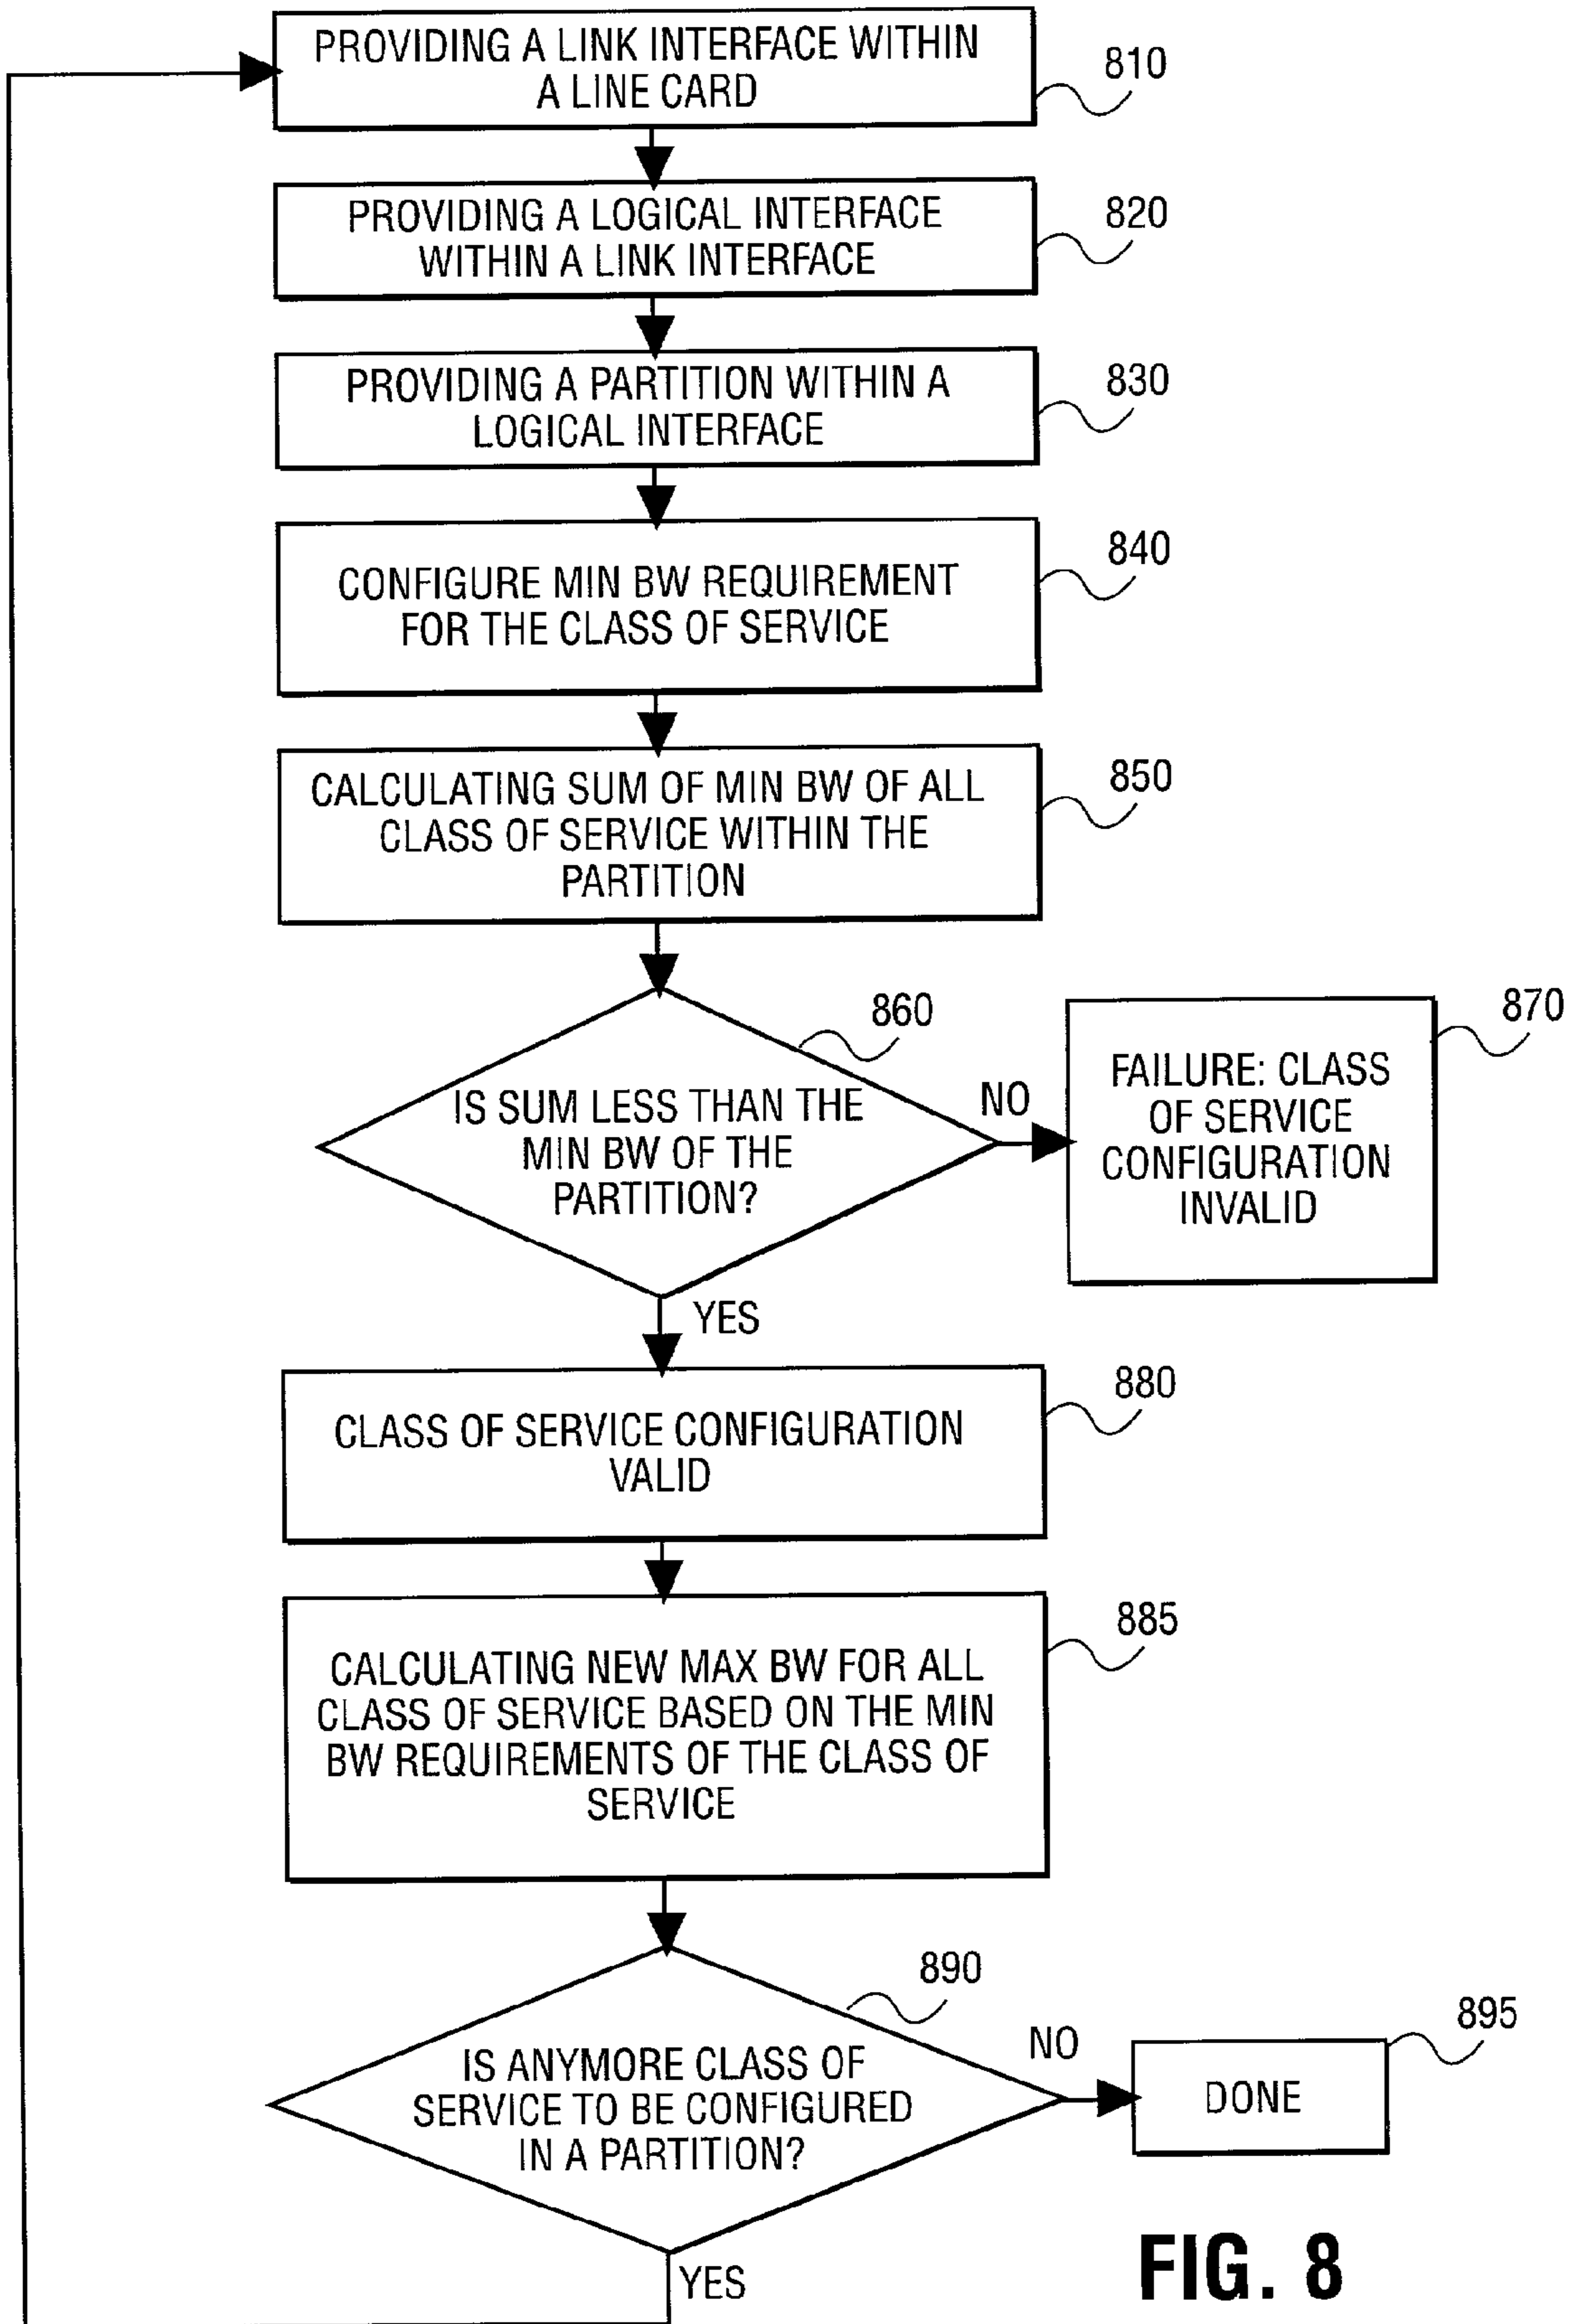 PROVIDING A LINK INTERFACE WITHIN
A LINE CARD
810
PROVIDING A LOGICAL INTERFACE
WITHIN A LINK INTERFACE
820
PROVIDING A PARTITION WITHIN A
LOGICAL INTERFACE
830
CONFIGURE MIN BW REQUIREMENT
FOR THE CLASS OF SERVICE
840
CALCULATING SUM OF MIN BW OF ALL
CLASS OF SERVICE WITHIN THE
PARTITION
850
860
IS SUM LESS THAN THE
MIN BW OF THE
PARTITION?
NO
870
FAILURE: CLASS
OF SERVICE
CONFIGURATION
INVALID
YES
880
CLASS OF SERVICE CONFIGURATION
VALID
885
CALCULATING NEW MAX BW FOR ALL
CLASS OF SERVICE BASED ON THE MIN
BW REQUIREMENTS OF THE CLASS OF
SERVICE
890
IS ANYMORE CLASS OF
SERVICE TO BE CONFIGURED
IN A PARTITION?
NO
895
DONE
YES
FIG. 8